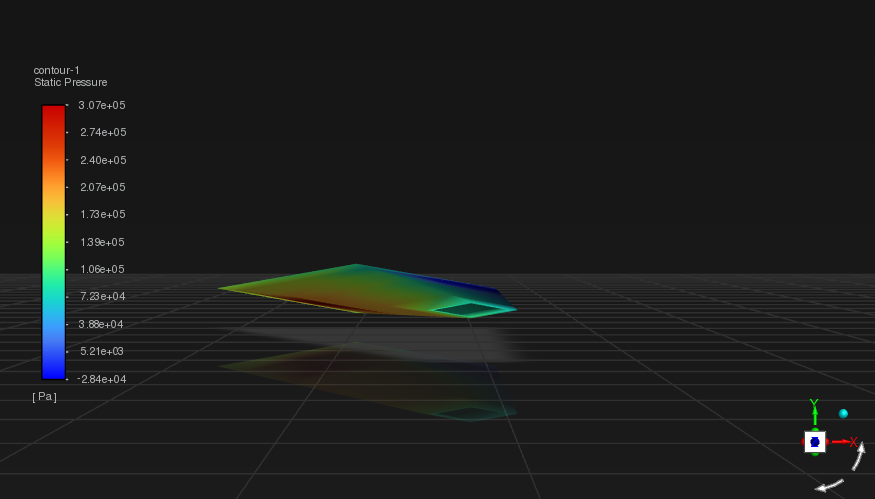 contour-1
Static Pressure
3.07e+05
2.74e+05
2.40e+05
2.07e+05
1.73e+05
1.39e+05
1.06e+05
7.23e+04
3.88e+04
5.21e+03
-2.84e+04
[ Pa ]
Y
X